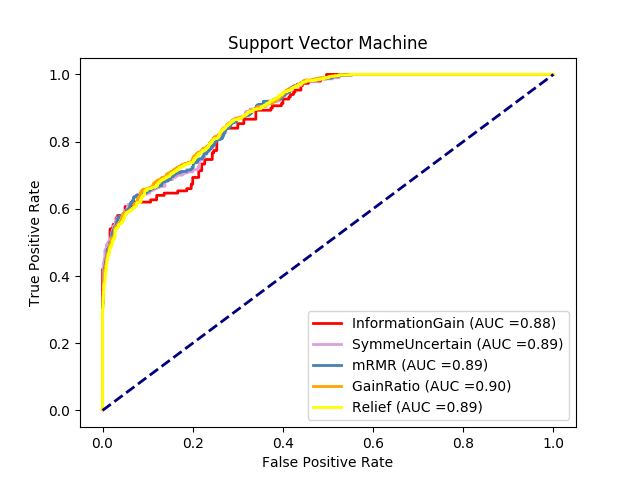 Support Vector Machine
1.0
0.8
0.6
0.4
0.2
0.0
True Positive Rate
InformationGain (AUC =0.88)
SymmeUncertain (AUC =0.89)
mRMR (AUC =0.89)
GainRatio (AUC =0.90)
Relief (AUC =0.89)
0.0 0.2 0.4 0.6 0.8 1.0
False Positive Rate